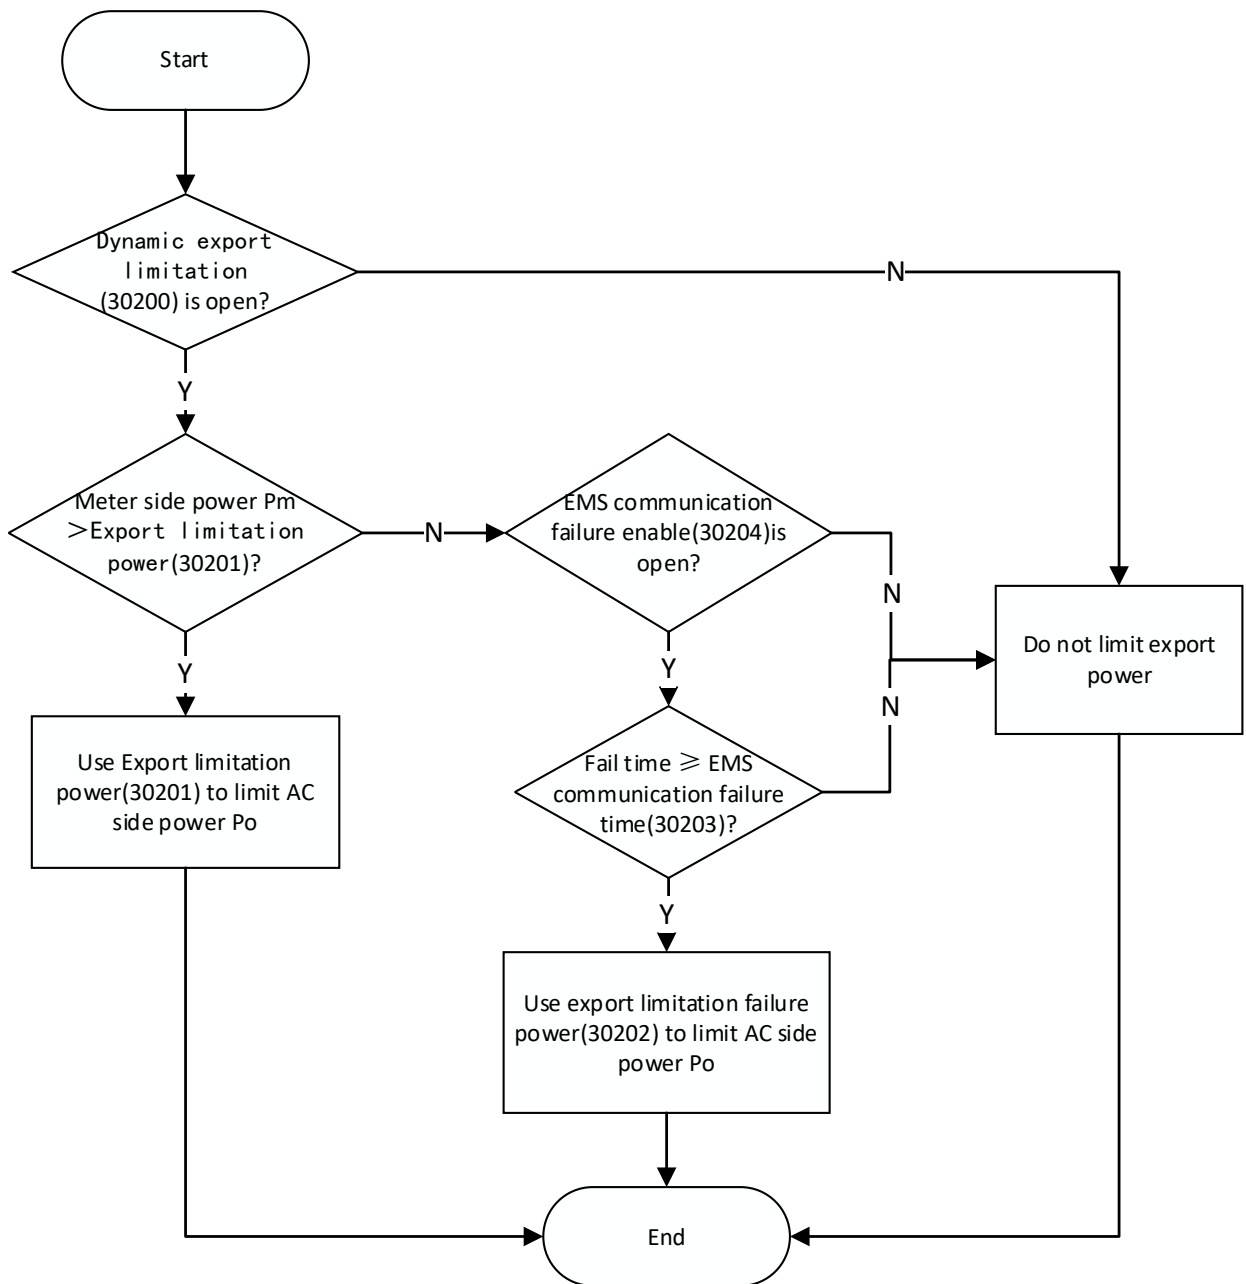 Start
Dynamic export
limitation
(30200) is open?
N
Y
Meter side power Pm
＞Export limitation
power(30201)?
N
EMS communication
failure enable(30204)is
open?
N
Do not limit export
power
Y
Y
N
Use Export limitation
power(30201) to limit AC
side power Po
Fail time ≥ EMS
communication failure
time(30203)?
Y
Use export limitation failure
power(30202) to limit AC side
power Po
End